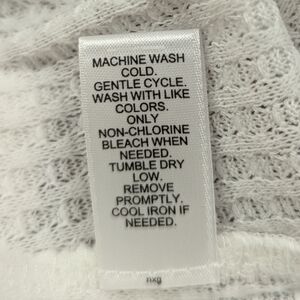 MACHINE WASH
COLD.
GENTLE CYCLE.
WASH WITH LIKE
COLORS.
ONLY
NON-CHLORINE
BLEACH WHEN
NEEDED.
TUMBLE DRY
LOW.
REMOVE
PROMPTLY.
COOL IRON IF
NEEDED.
nxg